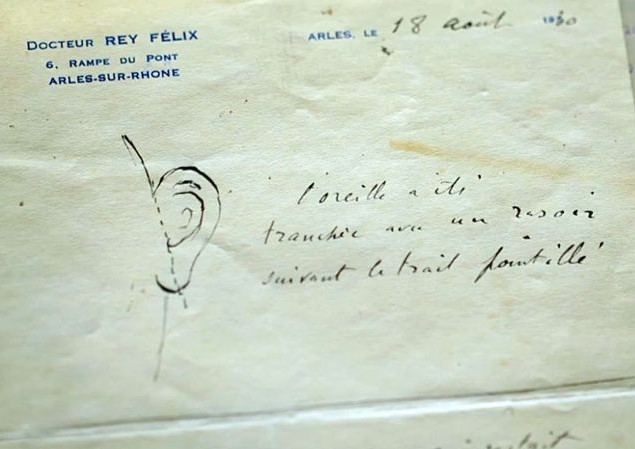 DOCTEUR REY FÉLIX
6, RAMPE DU PONT
ARLES-SUR-RHONE
ARLES, LE 18 août 1930
l'oreille a été
tranchée avec un rasoir
suivant le trait pointillé